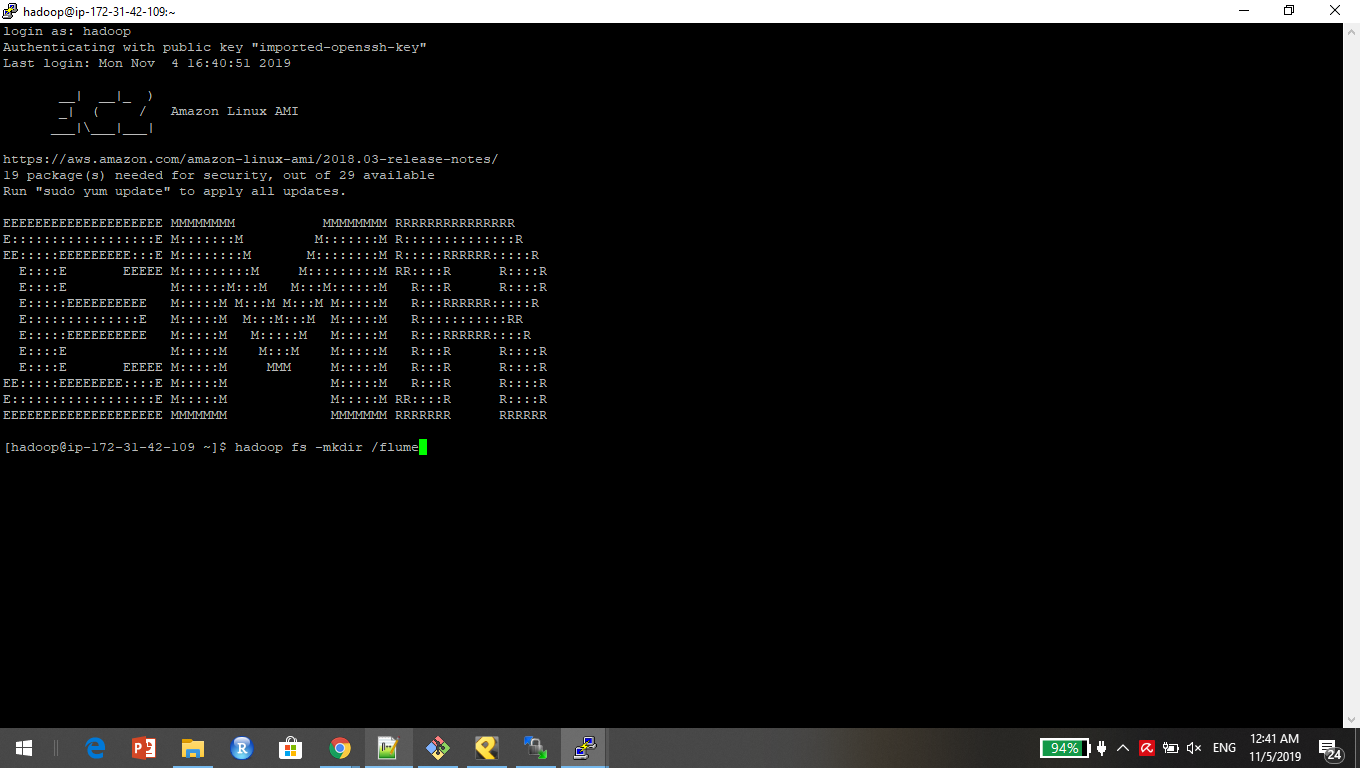 hadoop@ip-172-31-42-109:~
login as: hadoop
Authenticating with public key "imported-openssh-key"
Last login: Mon Nov  4 16:40:51 2019
       __|  __|_  )
       _|  (     /   Amazon Linux AMI
      ___|\___|___|
https://aws.amazon.com/amazon-linux-ami/2018.03-release-notes/
19 package(s) needed for security, out of 29 available
Run "sudo yum update" to apply all updates.
EEEEEEEEEEEEEEEEEEEE MMMMMMMM           MMMMMMMM RRRRRRRRRRRRRRR
E::::::::::::::::::E M:::::::M         M:::::::M R::::::::::::::R
EE:::::EEEEEEEEE:::E M::::::::M       M::::::::M R:::::RRRRRR:::::R
  E::::E       EEEEE M:::::::::M     M:::::::::M RR::::R      R::::R
  E::::E             M::::::M:::M   M:::M::::::M   R:::R      R::::R
  E:::::EEEEEEEEEE   M:::::M M:::M M:::M M:::::M   R:::RRRRRR:::::R
  E::::::::::::::E   M:::::M  M:::M:::M  M:::::M   R:::::::::::RR
  E:::::EEEEEEEEEE   M:::::M   M:::::M   M:::::M   R:::RRRRRR::::R
  E::::E             M:::::M    M:::M    M:::::M   R:::R      R::::R
  E::::E       EEEEE M:::::M     MMM     M:::::M   R:::R      R::::R
EE:::::EEEEEEEE::::E M:::::M             M:::::M   R:::R      R::::R
E::::::::::::::::::E M:::::M             M:::::M RR::::R      R::::R
EEEEEEEEEEEEEEEEEEEE MMMMMMM             MMMMMMM RRRRRRR      RRRRRR
[hadoop@ip-172-31-42-109 ~]$ hadoop fs -mkdir /flume
94% ENG 12:41 AM
11/5/2019 24